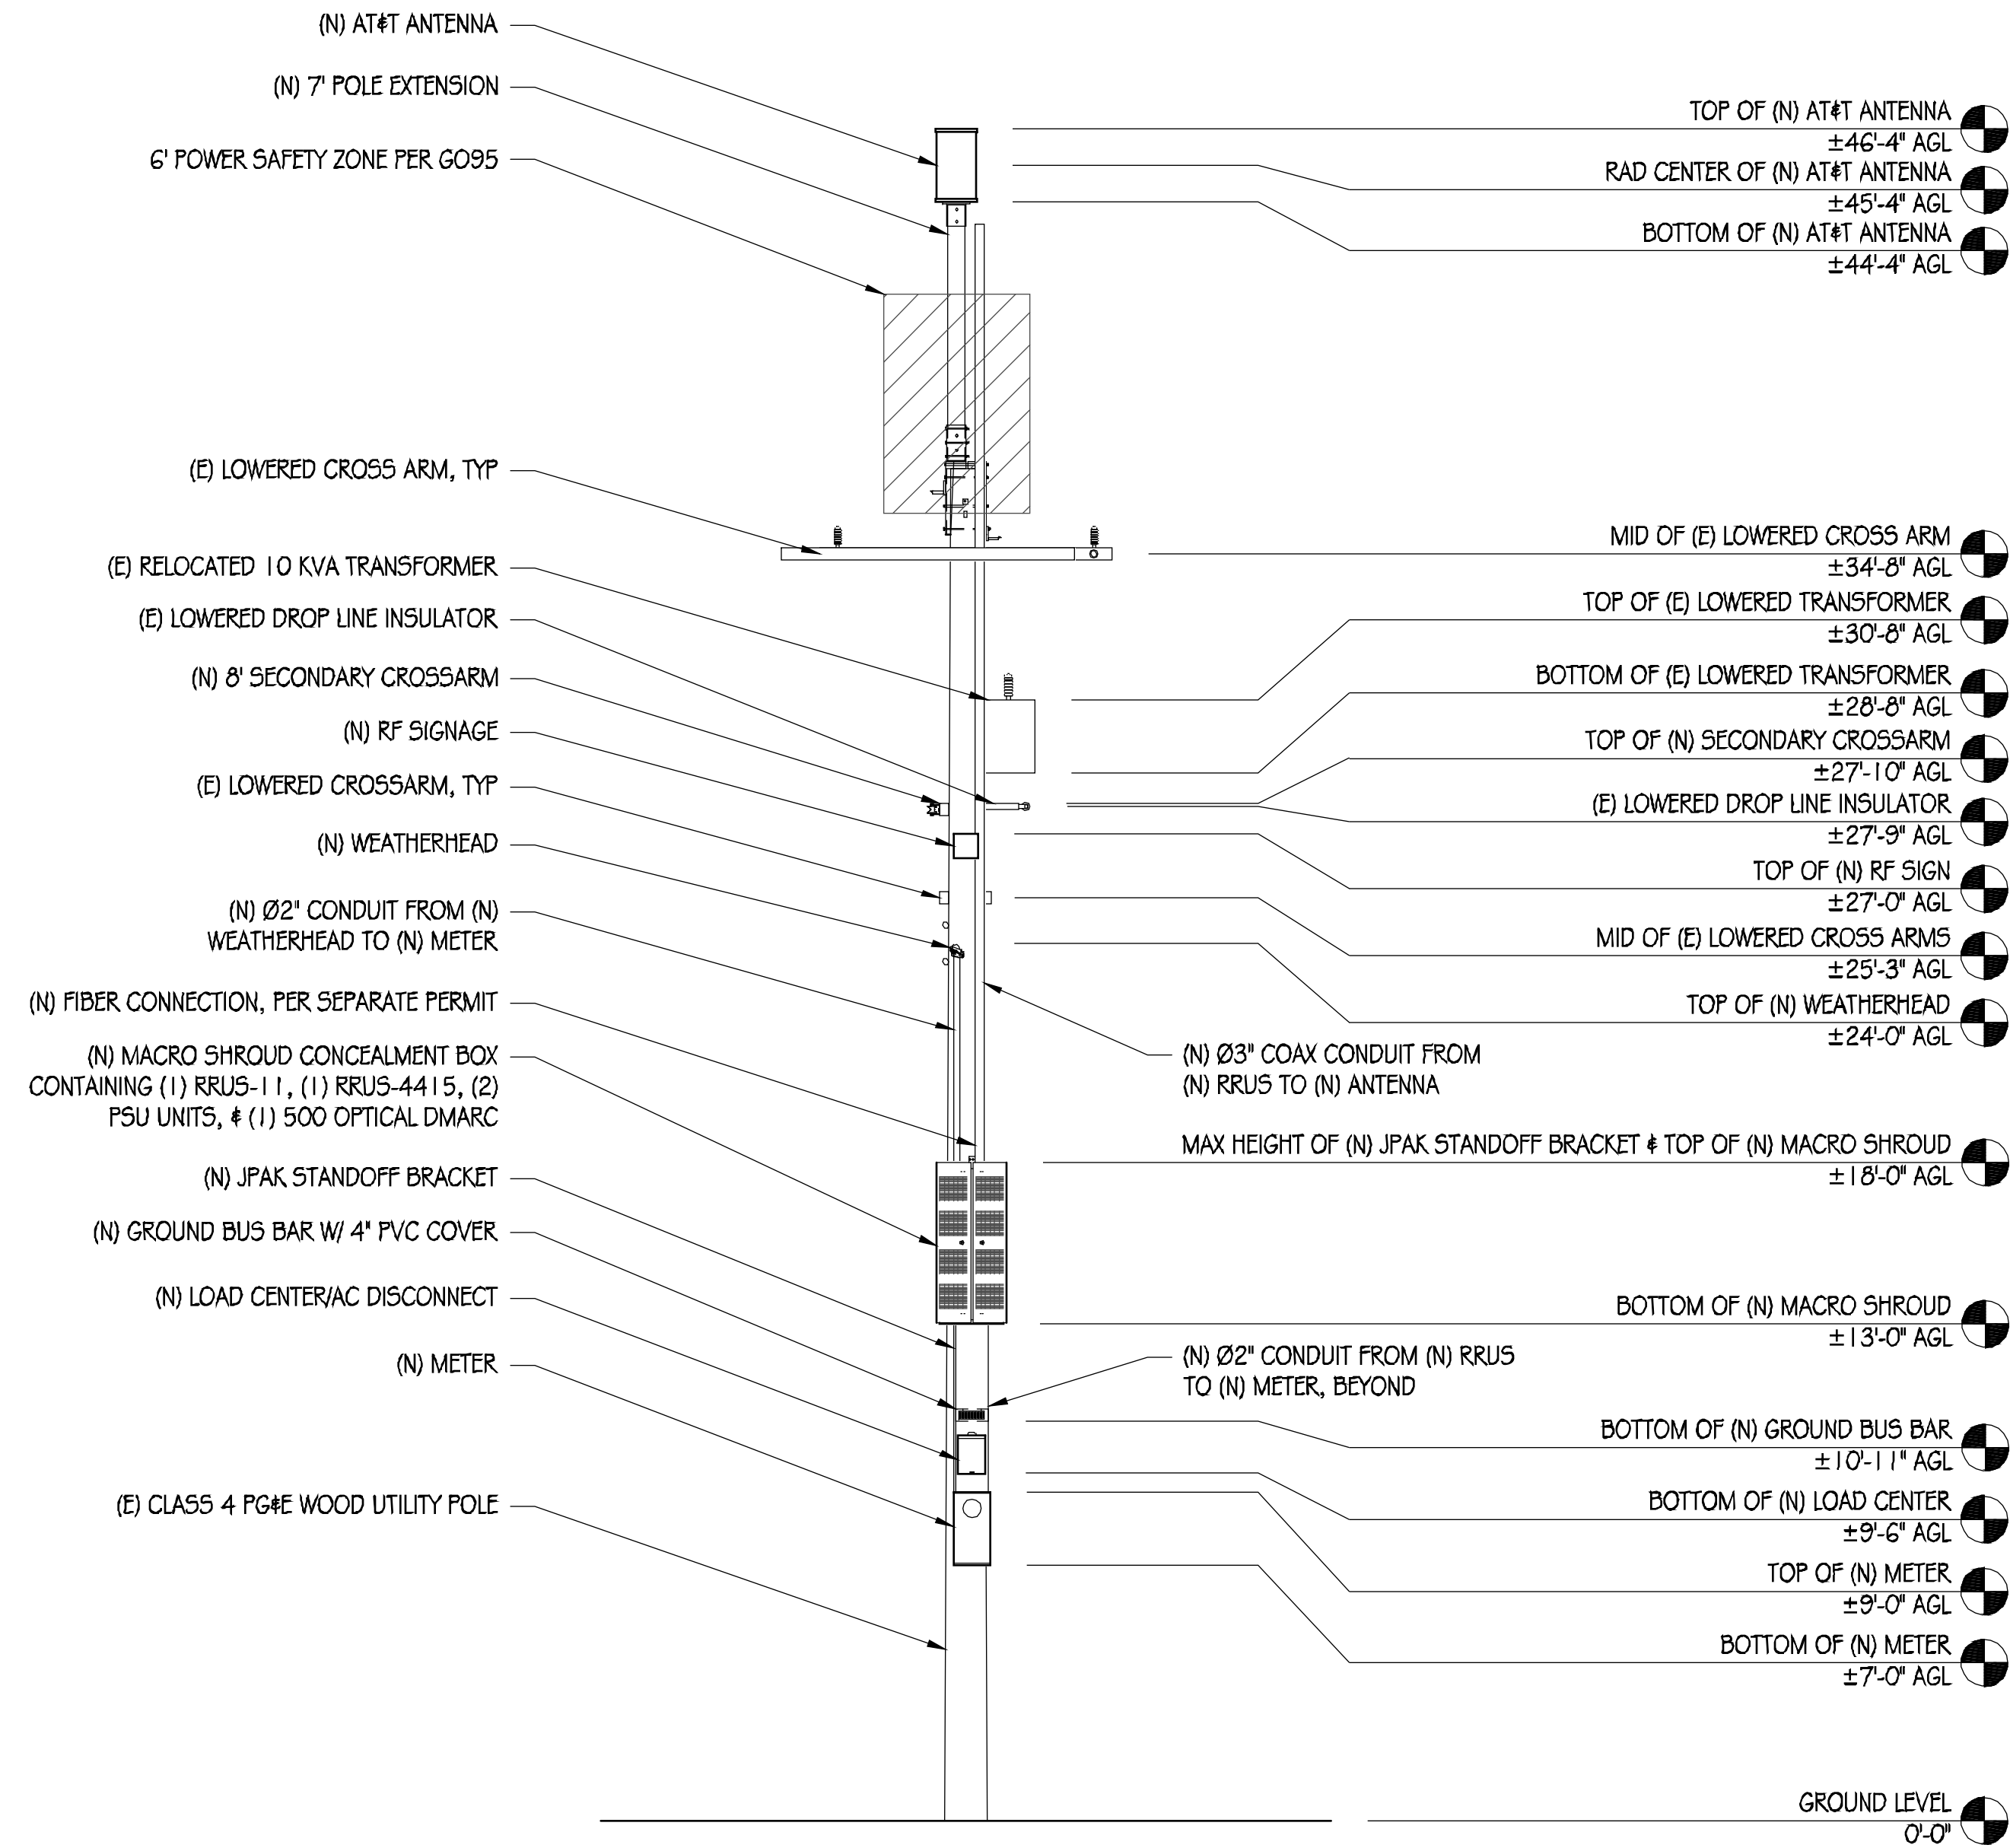 (N) AT&T ANTENNA
(N) 7' POLE EXTENSION
6' POWER SAFETY ZONE PER GO95
(E) LOWERED CROSS ARM, TYP
(E) RELOCATED 10 KVA TRANSFORMER
(E) LOWERED DROP LINE INSULATOR
(N) 8' SECONDARY CROSSARM
(N) RF SIGNAGE
(E) LOWERED CROSSARM, TYP
(N) WEATHERHEAD
(N) Ø2" CONDUIT FROM (N)
WEATHERHEAD TO (N) METER
(N) FIBER CONNECTION, PER SEPARATE PERMIT
(N) MACRO SHROUD CONCEALMENT BOX
CONTAINING (1) RRUS-11, (1) RRUS-4415, (2)
PSU UNITS, & (1) 500 OPTICAL DMARC
(N) JPAK STANDOFF BRACKET
(N) GROUND BUS BAR W/ 4" PVC COVER
(N) LOAD CENTER/AC DISCONNECT
(N) METER
(E) CLASS 4 PG&E WOOD UTILITY POLE
(N) Ø3" COAX CONDUIT FROM
(N) RRUS TO (N) ANTENNA
(N) Ø2" CONDUIT FROM (N) RRUS
TO (N) METER, BEYOND
TOP OF (N) AT&T ANTENNA
±46'-4" AGL
RAD CENTER OF (N) AT&T ANTENNA
±45'-4" AGL
BOTTOM OF (N) AT&T ANTENNA
±44'-4" AGL
MID OF (E) LOWERED CROSS ARM
±34'-8" AGL
TOP OF (E) LOWERED TRANSFORMER
±30'-8" AGL
BOTTOM OF (E) LOWERED TRANSFORMER
±28'-8" AGL
TOP OF (N) SECONDARY CROSSARM
±27'-10" AGL
(E) LOWERED DROP LINE INSULATOR
±27'-9" AGL
TOP OF (N) RF SIGN
±27'-0" AGL
MID OF (E) LOWERED CROSS ARMS
±25'-3" AGL
TOP OF (N) WEATHERHEAD
±24'-0" AGL
MAX HEIGHT OF (N) JPAK STANDOFF BRACKET & TOP OF (N) MACRO SHROUD
±18'-0" AGL
BOTTOM OF (N) MACRO SHROUD
±13'-0" AGL
BOTTOM OF (N) GROUND BUS BAR
±10'-11" AGL
BOTTOM OF (N) LOAD CENTER
±9'-6" AGL
TOP OF (N) METER
±9'-0" AGL
BOTTOM OF (N) METER
±7'-0" AGL
GROUND LEVEL
0'-0"